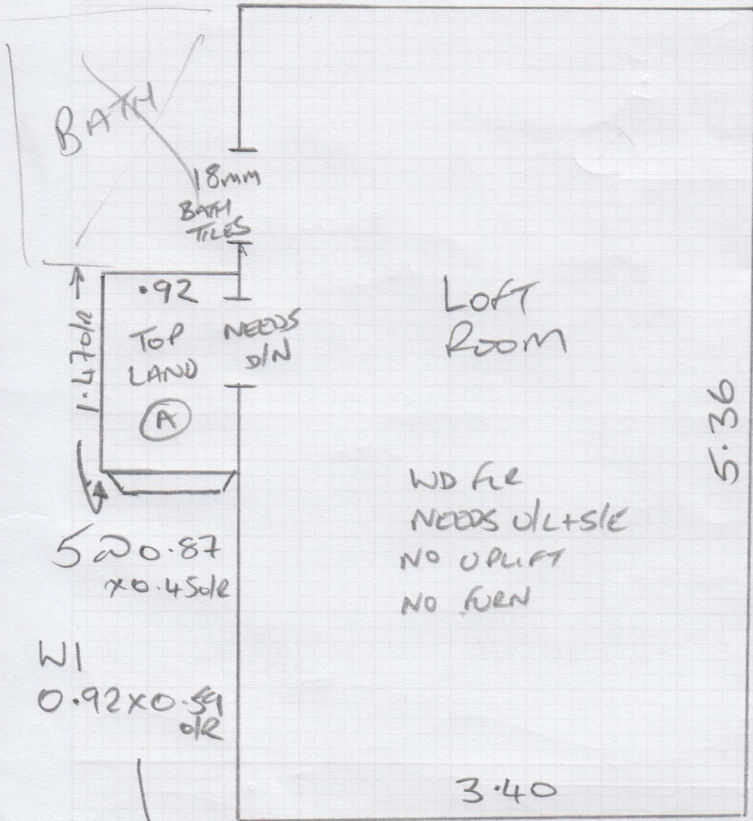 BATH
18mm
BATH
TILES
.92
TOP
LAND
A
1.47o/R
NEEDS
D/N
LOFT
ROOM
5.36
WD FLR
NEEDS U/L+S/E
NO UPLIFT
NO FURN
5 @ 0.87
x0.45o/R
W1
0.92x0.59
o/R
3.40